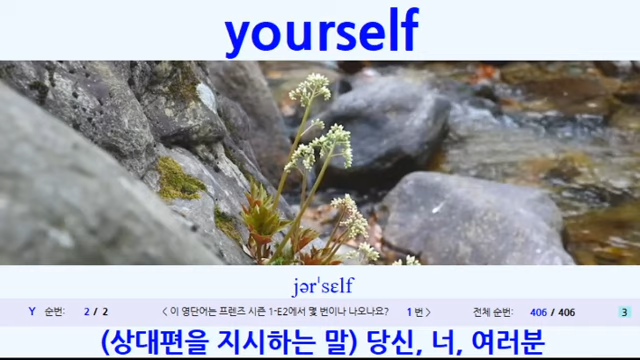 yourself
jərˈsɛlf
Y 순번: 2 / 2 < 이 영단어는 프렌즈 시즌 1-E2에서 몇 번이나 나오나요? 1 번 > 전체 순번: 406 / 406 3
(상대편을 지시하는 말) 당신, 너, 여러분